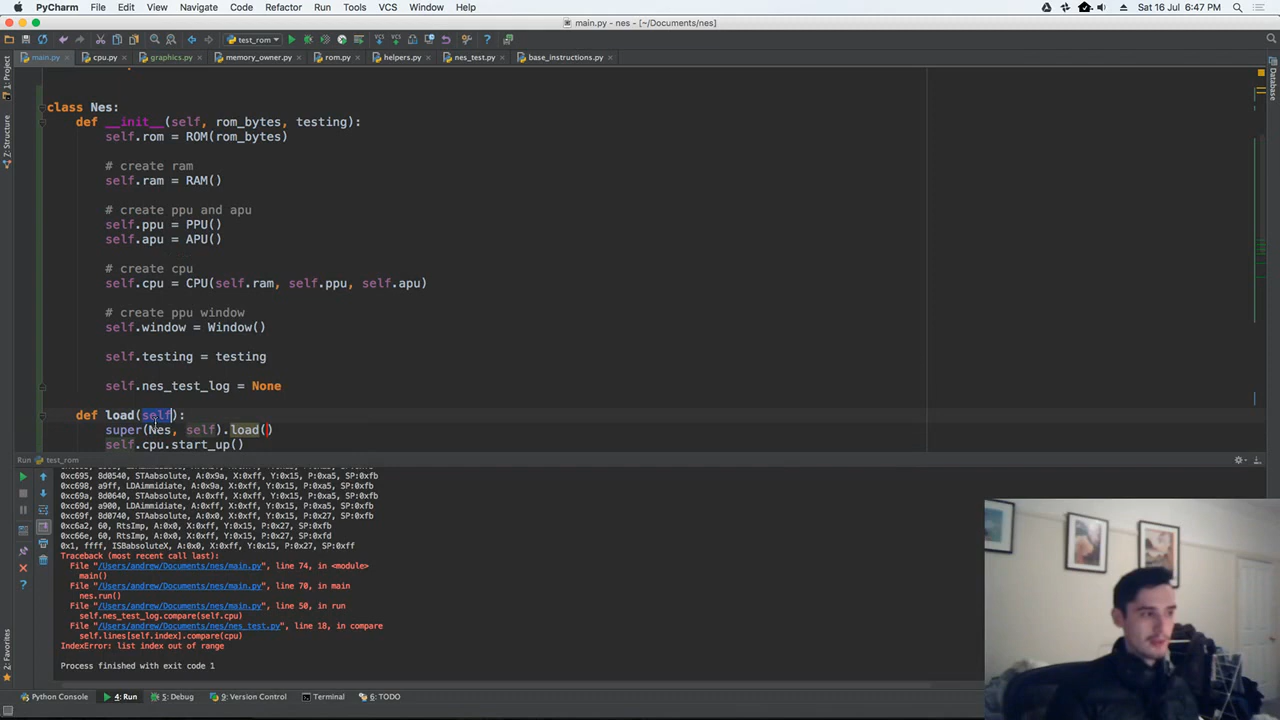 PyCharm File Edit View Navigate Code Refactor Run Tools VCS Window Help Sat 16 Jul 6:47 PM
main.py - nes - [~/Documents/nes]
test_rom
main.py cpu.py graphics.py memory_owner.py rom.py helpers.py nes_test.py base_instructions.py
1: Project
Z: Structure
2: Favorites
Database
class Nes:
def __init__(self, rom_bytes, testing):
self.rom = ROM(rom_bytes)
# create ram
self.ram = RAM()
# create ppu and apu
self.ppu = PPU()
self.apu = APU()
# create cpu
self.cpu = CPU(self.ram, self.ppu, self.apu)
# create ppu window
self.window = Window()
self.testing = testing
self.nes_test_log = None
def load(self):
super(Nes, self).load()
self.cpu.start_up()
Run test_rom
0xc695, 8d0540, STAabsolute, A:0x9a, X:0xff, Y:0x15, P:0xa5, SP:0xfb
0xc698, a9ff, LDAimmidiate, A:0x9a, X:0xff, Y:0x15, P:0xa5, SP:0xfb
0xc69a, 8d0640, STAabsolute, A:0xff, X:0xff, Y:0x15, P:0xa5, SP:0xfb
0xc69d, a900, LDAimmidiate, A:0xff, X:0xff, Y:0x15, P:0xa5, SP:0xfb
0xc69f, 8d0740, STAabsolute, A:0x0, X:0xff, Y:0x15, P:0x27, SP:0xfb
0xc6a2, 60, RtsImp, A:0x0, X:0xff, Y:0x15, P:0x27, SP:0xfb
0xc66e, 60, RtsImp, A:0x0, X:0xff, Y:0x15, P:0x27, SP:0xfd
0x1, ffff, ISBabsoluteX, A:0x0, X:0xff, Y:0x15, P:0x27, SP:0xff
Traceback (most recent call last):
File "/Users/andrew/Documents/nes/main.py", line 74, in <module>
main()
File "/Users/andrew/Documents/nes/main.py", line 70, in main
nes.run()
File "/Users/andrew/Documents/nes/main.py", line 50, in run
self.nes_test_log.compare(self.cpu)
File "/Users/andrew/Documents/nes/nes_test.py", line 18, in compare
self.lines[self.index].compare(cpu)
IndexError: list index out of range
Process finished with exit code 1
Python Console 4: Run 5: Debug 9: Version Control Terminal 6: TODO